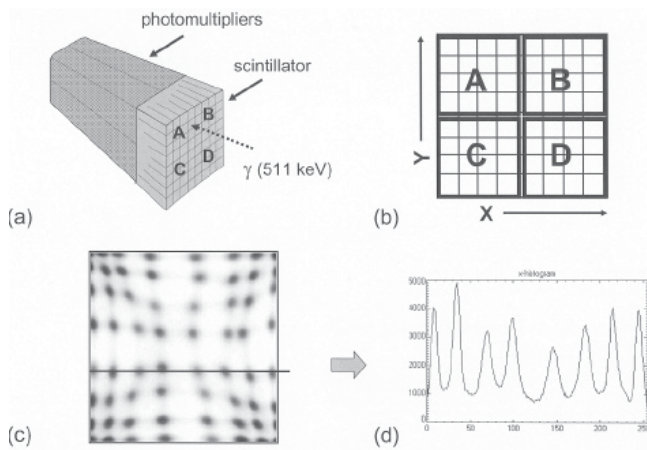 photomultipliers
scintillator
A
B
C
D
γ (511 keV)
(a)
A
B
C
D
Y
X
(b)
(c)
x-histogram
5000
4000
3000
2000
1000
0
0
50
100
150
200
250
(d)